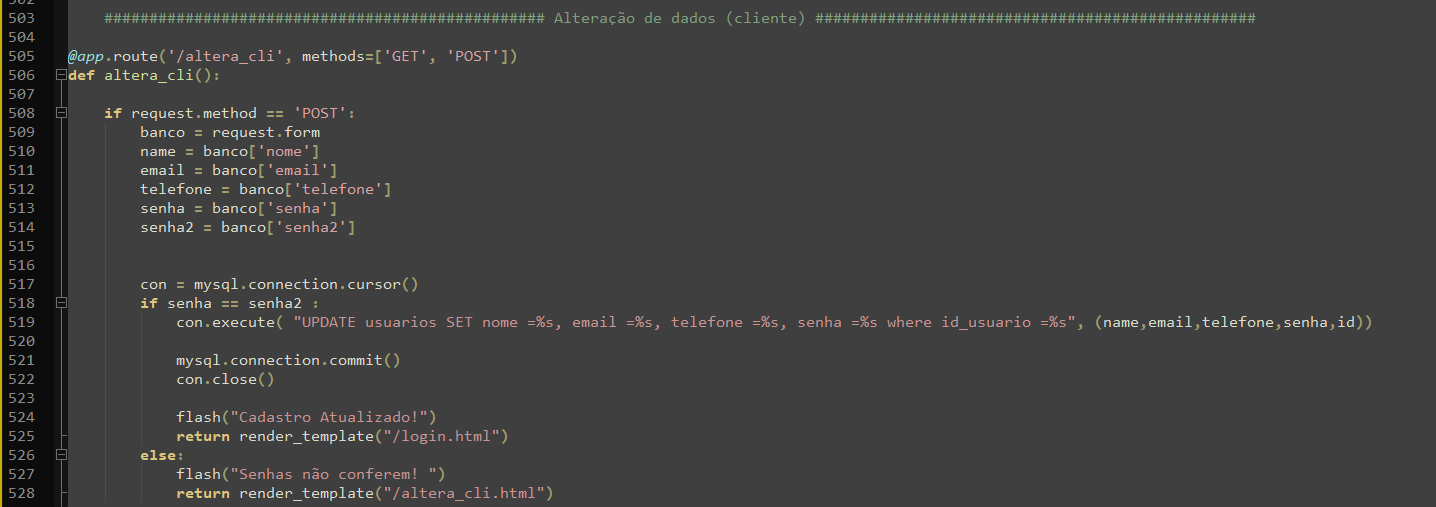 502
503 ################################################# Alteração de dados (cliente) #################################################
504
505 @app.route('/altera_cli', methods=['GET', 'POST'])
506 def altera_cli():
507
508 if request.method == 'POST':
509 banco = request.form
510 name = banco['nome']
511 email = banco['email']
512 telefone = banco['telefone']
513 senha = banco['senha']
514 senha2 = banco['senha2']
515
516
517 con = mysql.connection.cursor()
518 if senha == senha2 :
519 con.execute( "UPDATE usuarios SET nome =%s, email =%s, telefone =%s, senha =%s where id_usuario =%s", (name,email,telefone,senha,id))
520
521 mysql.connection.commit()
522 con.close()
523
524 flash("Cadastro Atualizado!")
525 return render_template("/login.html")
526 else:
527 flash("Senhas não conferem! ")
528 return render_template("/altera_cli.html")